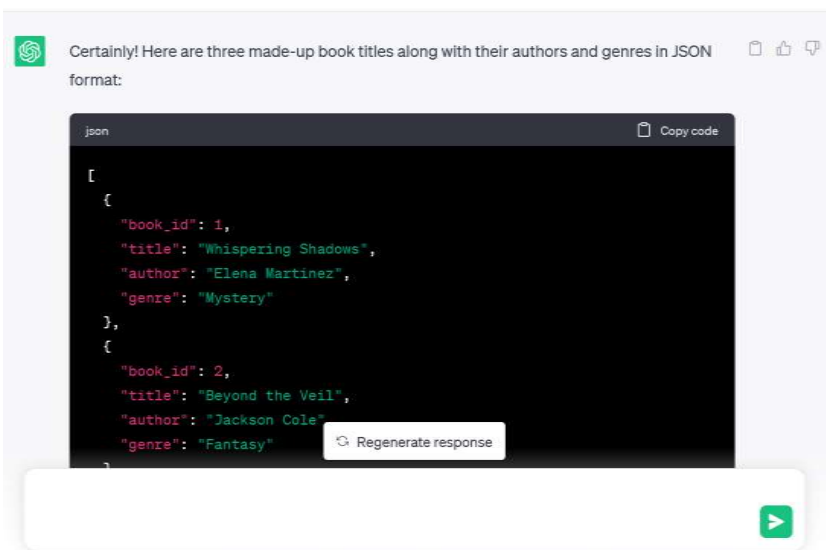 Certainly! Here are three made-up book titles along with their authors and genres in JSON
format:
json
Copy code
[
{
"book_id": 1,
"title": "Whispering Shadows",
"author": "Elena Martinez",
"genre": "Mystery"
},
{
"book_id": 2,
"title": "Beyond the Veil",
"author": "Jackson Cole"
"genre": "Fantasy"
}
Regenerate response